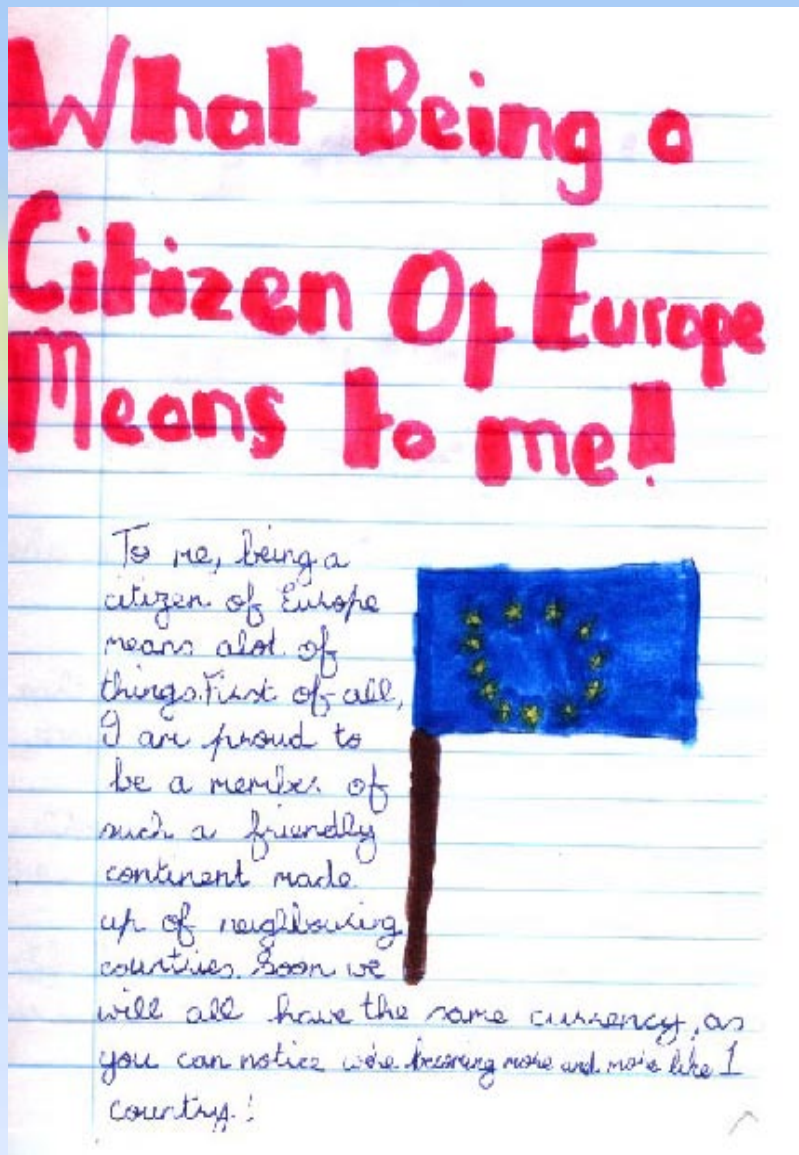 What Being a
Citizen Of Europe
Means to me!
To me, being a
citizen of Europe
means alot of
things. First of all,
I am proud to
be a member of
such a friendly
continent made
up of neighbouring
countries. Soon we
will all have the same currency, as
you can notice we're becoming more and more like 1
country!